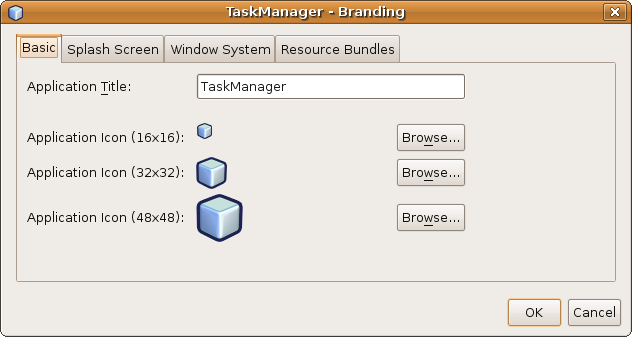 TaskManager - Branding
Basic Splash Screen Window System Resource Bundles
Application Title: TaskManager
Application Icon (16x16): Browse...
Application Icon (32x32): Browse...
Application Icon (48x48): Browse...
OK Cancel